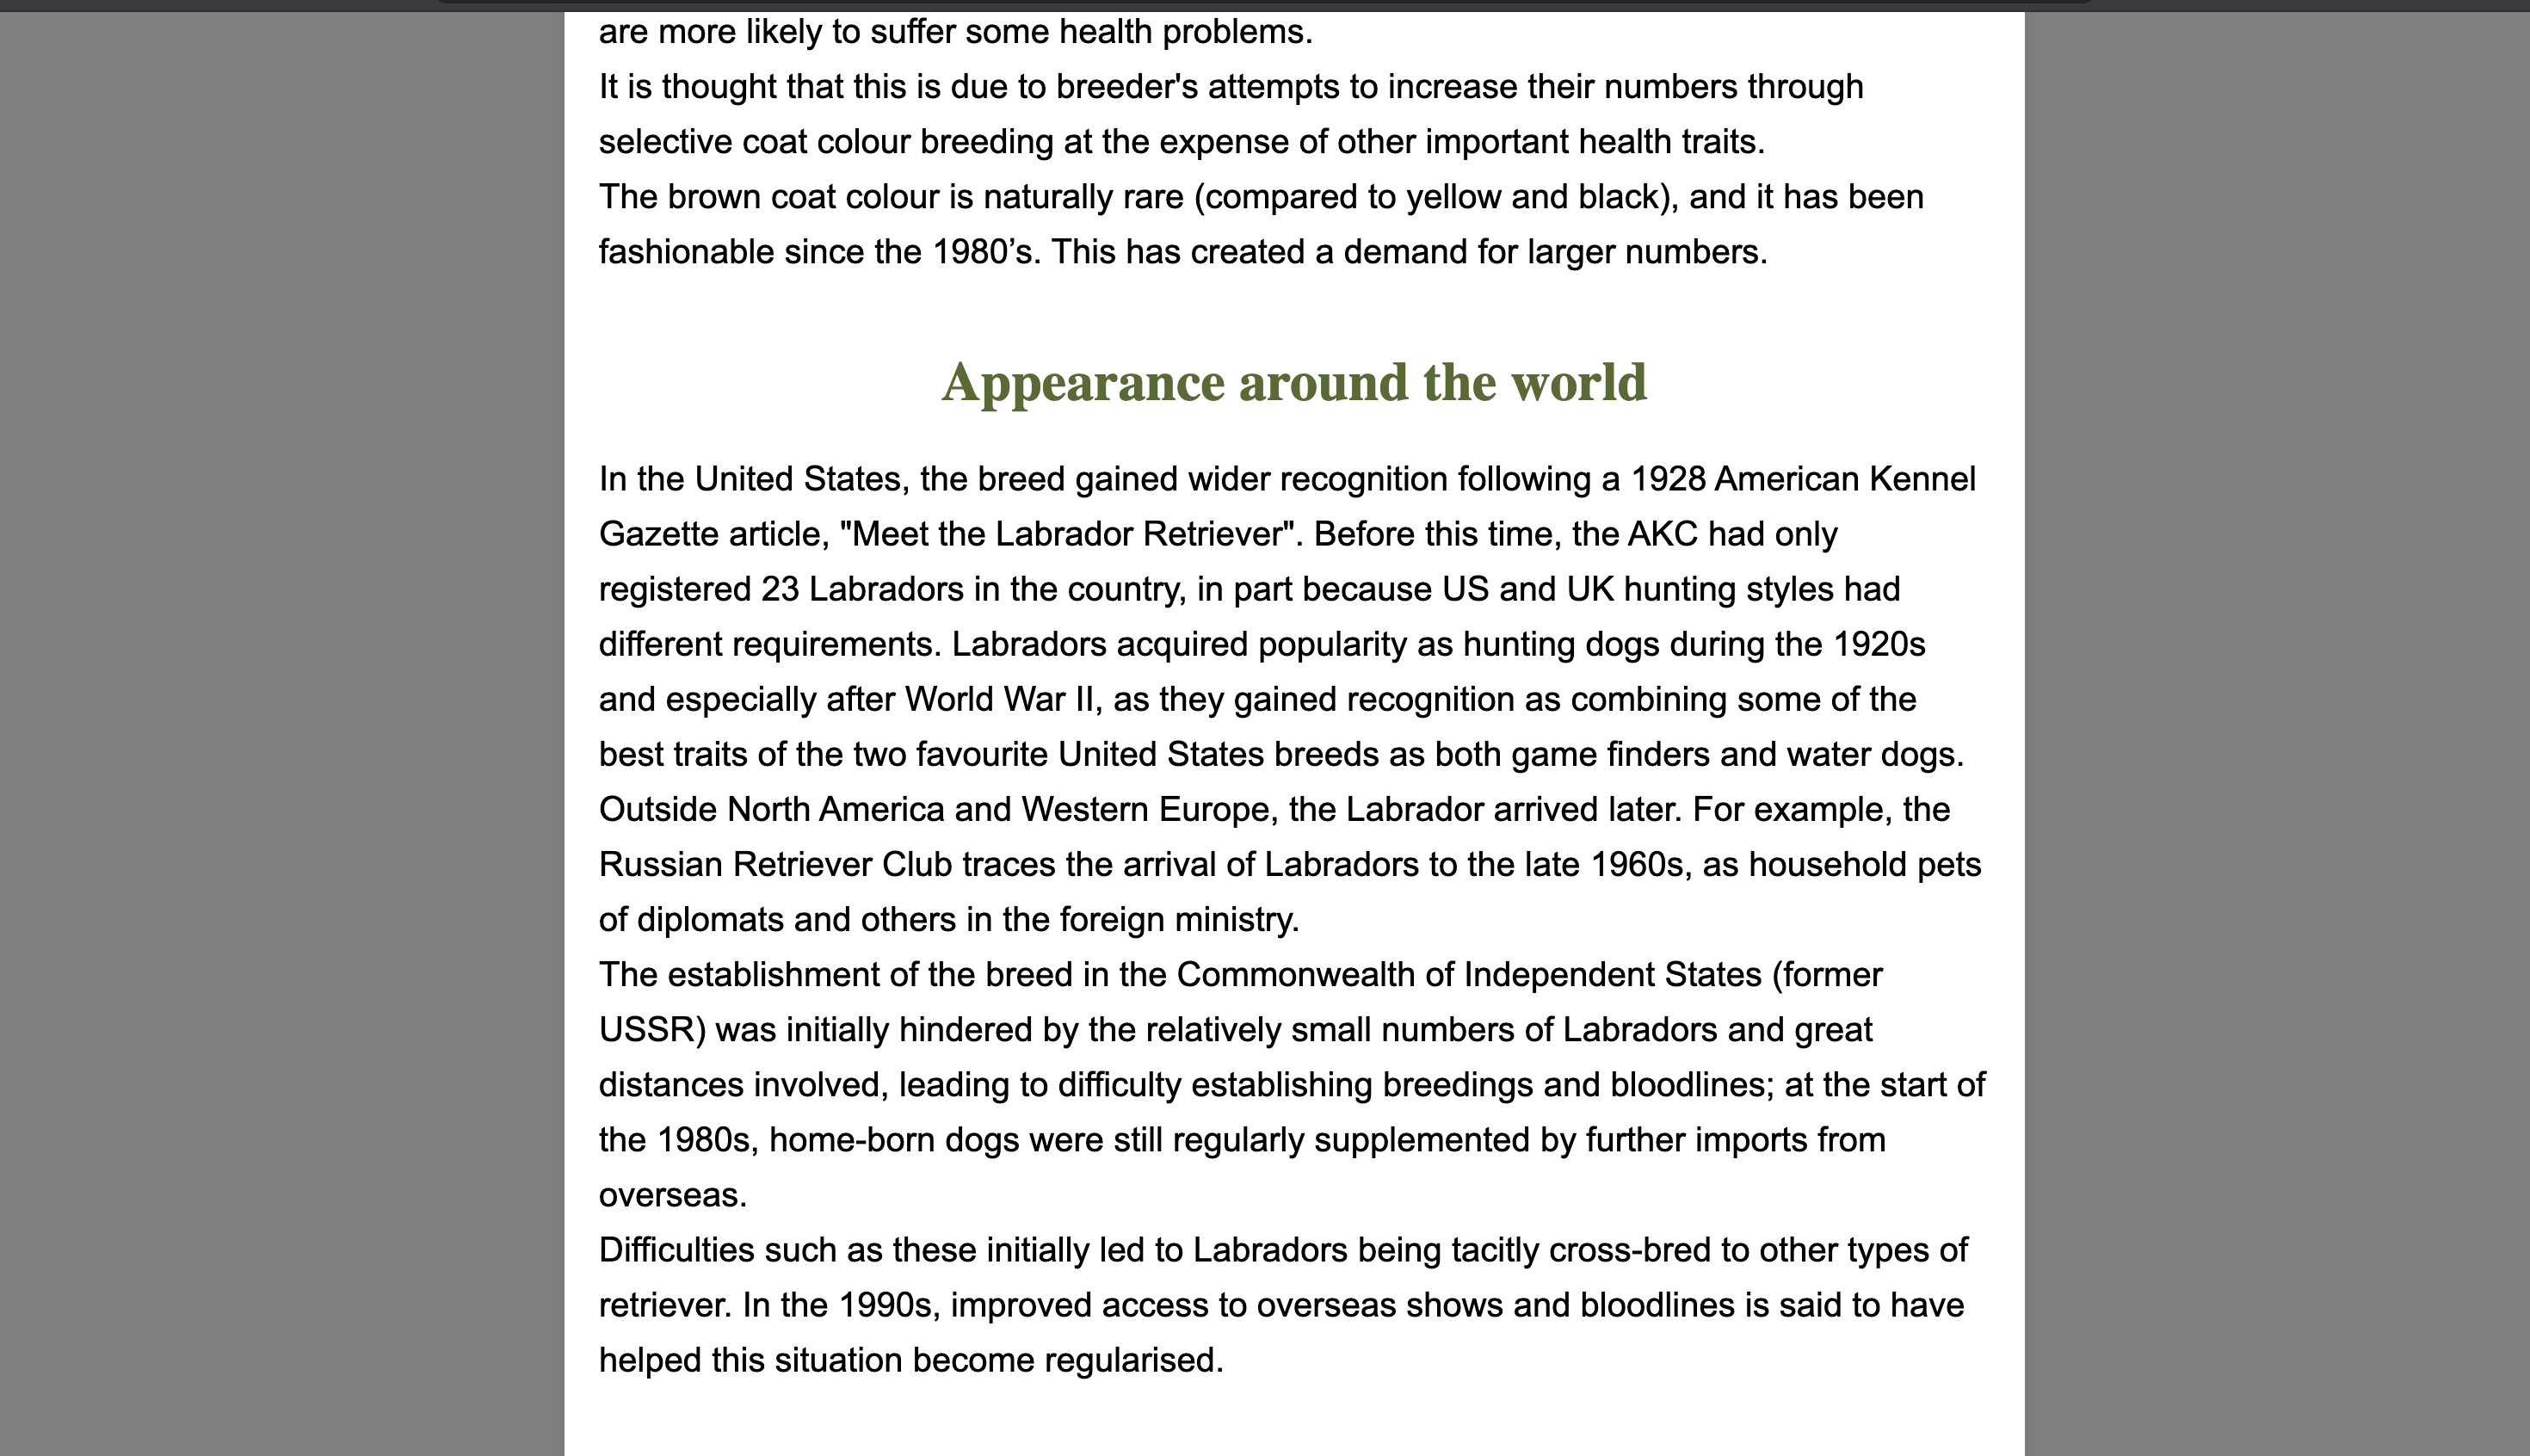 are more likely to suffer some health problems.
It is thought that this is due to breeder's attempts to increase their numbers through
selective coat colour breeding at the expense of other important health traits.
The brown coat colour is naturally rare (compared to yellow and black), and it has been
fashionable since the 1980’s. This has created a demand for larger numbers.
Appearance around the world
In the United States, the breed gained wider recognition following a 1928 American Kennel
Gazette article, "Meet the Labrador Retriever". Before this time, the AKC had only
registered 23 Labradors in the country, in part because US and UK hunting styles had
different requirements. Labradors acquired popularity as hunting dogs during the 1920s
and especially after World War II, as they gained recognition as combining some of the
best traits of the two favourite United States breeds as both game finders and water dogs.
Outside North America and Western Europe, the Labrador arrived later. For example, the
Russian Retriever Club traces the arrival of Labradors to the late 1960s, as household pets
of diplomats and others in the foreign ministry.
The establishment of the breed in the Commonwealth of Independent States (former
USSR) was initially hindered by the relatively small numbers of Labradors and great
distances involved, leading to difficulty establishing breedings and bloodlines; at the start of
the 1980s, home-born dogs were still regularly supplemented by further imports from
overseas.
Difficulties such as these initially led to Labradors being tacitly cross-bred to other types of
retriever. In the 1990s, improved access to overseas shows and bloodlines is said to have
helped this situation become regularised.